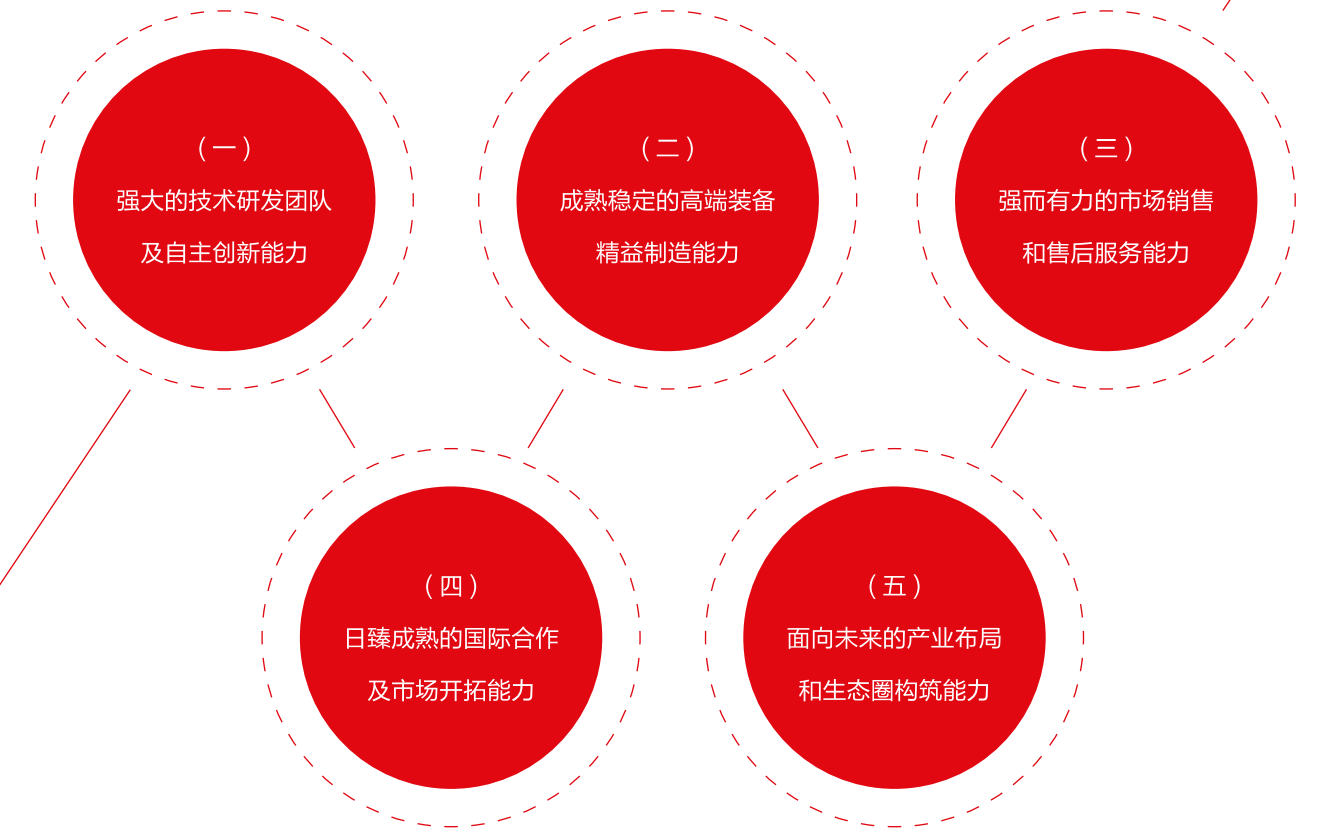 （一）
强大的技术研发团队
及自主创新能力
（二）
成熟稳定的高端装备
精益制造能力
（三）
强而有力的市场销售
和售后服务能力
（四）
日臻成熟的国际合作
及市场开拓能力
（五）
面向未来的产业布局
和生态圈构筑能力